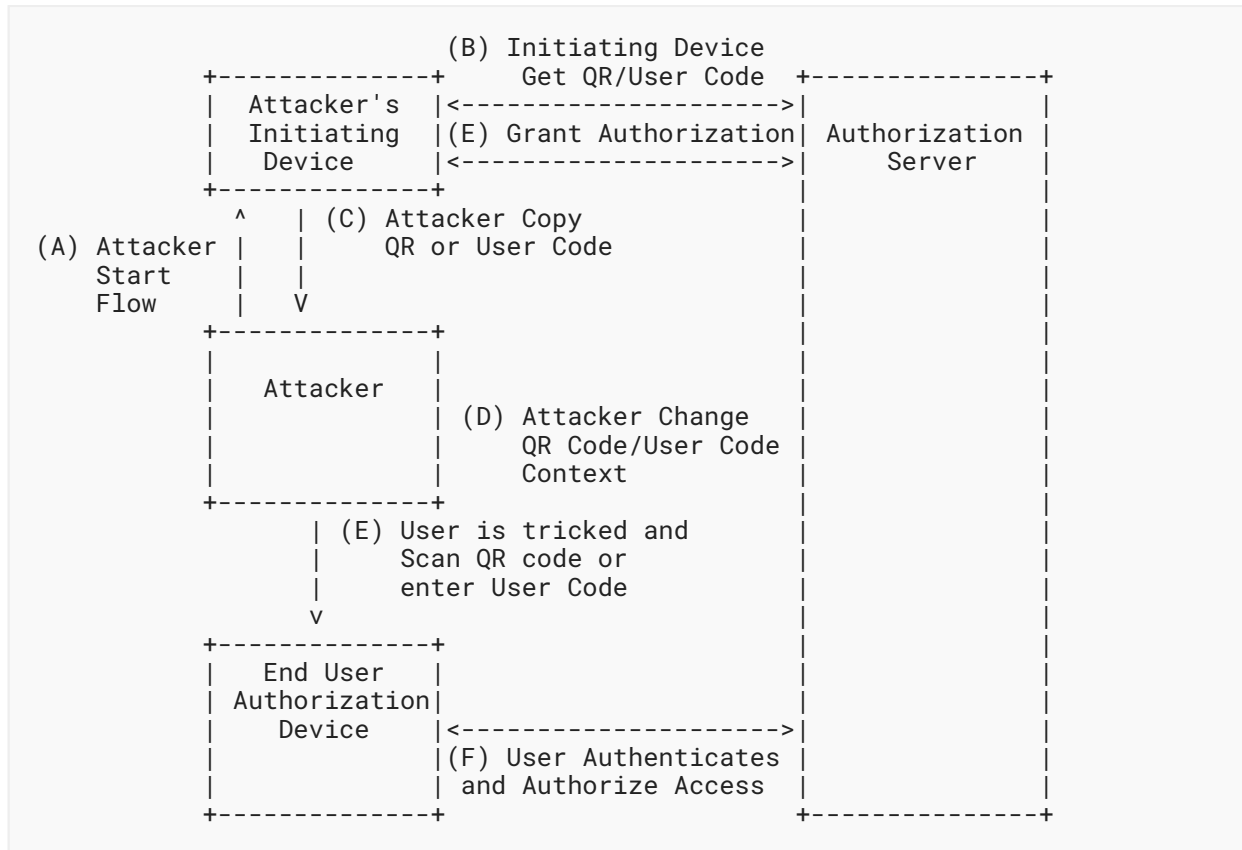 (B) Initiating Device
+--------------+     Get QR/User Code  +---------------+
|  Attacker's  |<--------------------->|               |
|  Initiating  |(E) Grant Authorization| Authorization |
|   Device     |<--------------------->|     Server    |
+--------------+                       |               |
  ^   | (C) Attacker Copy              |               |
(A) Attacker |   |     QR or User Code            |               |
Start    |   |                                |               |
Flow     |   V                                |               |
+--------------+                       |               |
|              |                       |               |
|   Attacker   |                       |               |
|              | (D) Attacker Change   |               |
|              |     QR Code/User Code |               |
|              |     Context           |               |
+--------------+                       |               |
       | (E) User is tricked and       |               |
       |     Scan QR code or           |               |
       |     enter User Code           |               |
       v                               |               |
+--------------+                       |               |
|   End User   |                       |               |
| Authorization|                       |               |
|    Device    |<--------------------->|               |
|              |(F) User Authenticates |               |
|              | and Authorize Access  |               |
+--------------+                       +---------------+